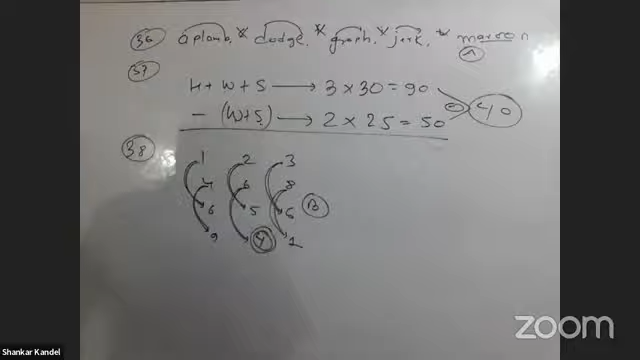 36 aplomb, x dodge, x graph, x jerk, x maroon
A
37
H + W + S → 3 x 30 = 90
- (W+S) → 2 x 25 = 50
40
38
1 2 3
4 6 8
6 5 6 B
9 4 2
Shankar Kandel
zoom